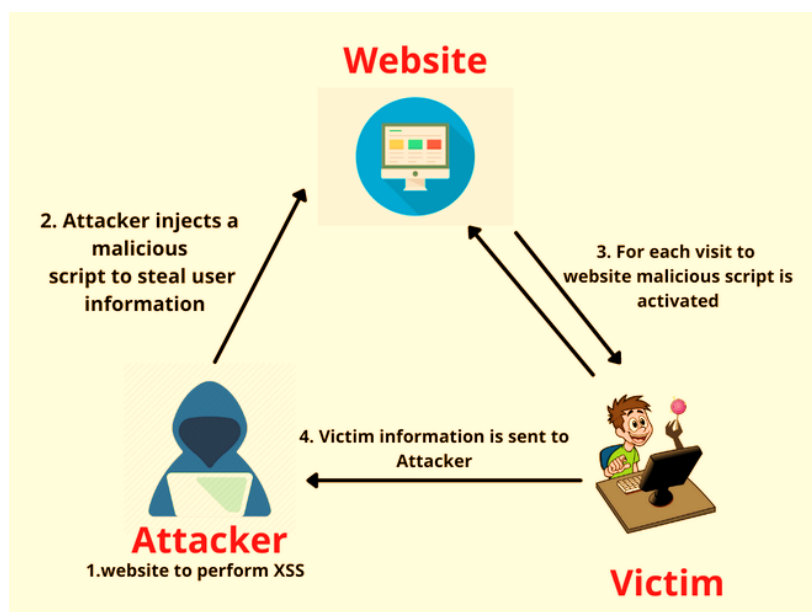 Website
2. Attacker injects a
malicious
script to steal user
information
3. For each visit to
website malicious script is
activated
4. Victim information is sent to
Attacker
Attacker
1.website to perform XSS
Victim